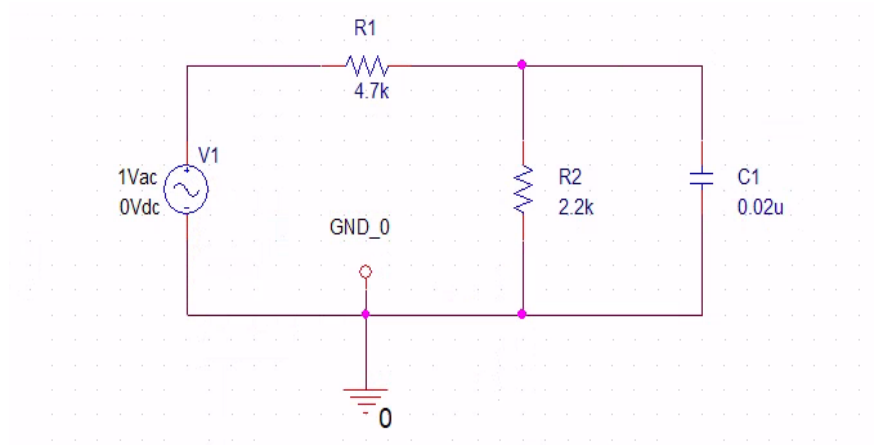 R1
4.7k
V1
1Vac
0Vdc
R2
2.2k
C1
0.02u
GND_0
0